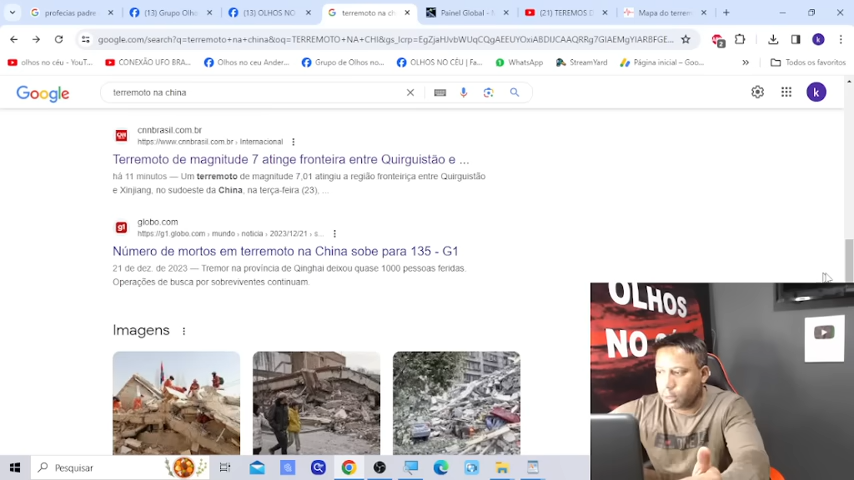 profecias padre
(13) Grupo Olho
(13) OLHOS NO
terremoto na ch
Painel Global -
(21) TEREMOS D
Mapa do terrem
google.com/search?q=terremoto+na+china&oq=TERREMOTO+NA+CHI&gs_lcrp=
olhos no céu - YouT...
CONEXÃO UFO BRA...
Olhos no ceu Ander...
Grupo de Olhos no...
OLHOS NO CÉU | Fa...
WhatsApp
StreamYard
Página inicial – Goo...
»
Todos os favoritos
Google
terremoto na china
k
cnnbrasil.com.br
https://www.cnnbrasil.com.br › Internacional
Terremoto de magnitude 7 atinge fronteira entre Quirguistão e ...
há 11 minutos — Um terremoto de magnitude 7,01 atingiu a região fronteiriça entre Quirguistão
e Xinjiang, no sudoeste da China, na terça-feira (23), ...
g1
globo.com
https://g1.globo.com › mundo › noticia › 2023/12/21 › s...
Número de mortos em terremoto na China sobe para 135 - G1
21 de dez. de 2023 — Tremor na província de Qinghai deixou quase 1000 pessoas feridas.
Operações de busca por sobreviventes continuam.
Imagens
OLHOS
NO
Pesquisar